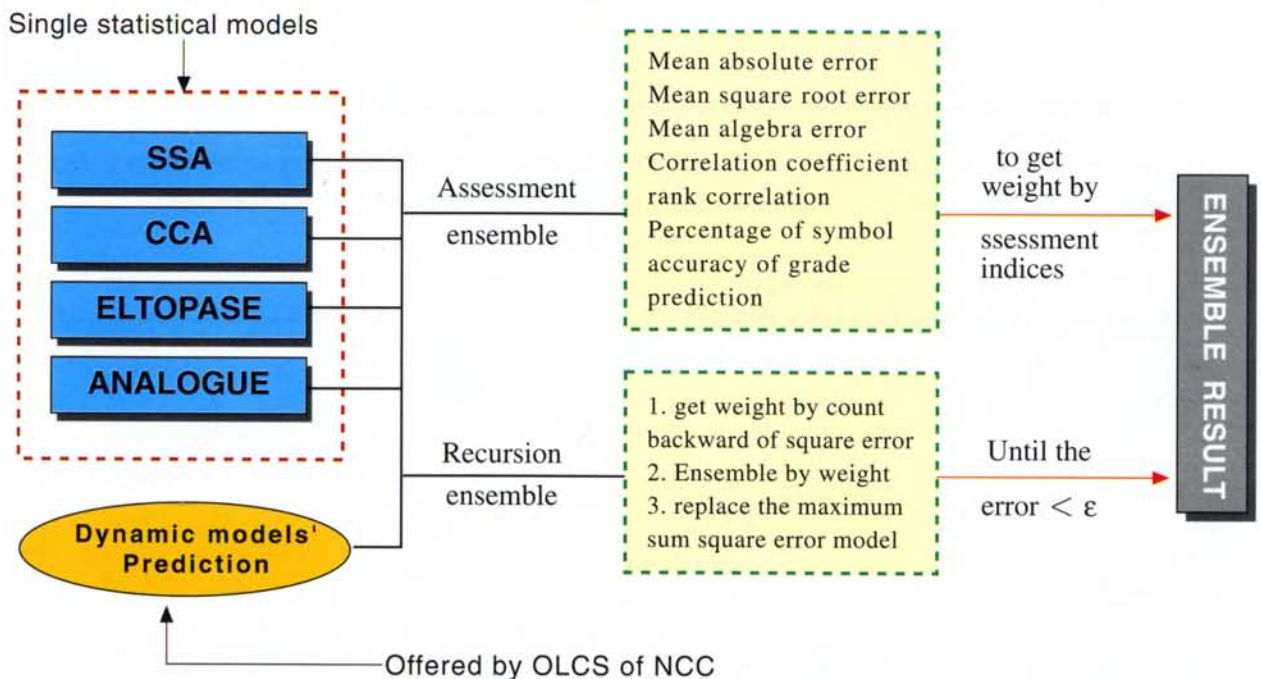 Single statistical models
SSA
CCA
ELTOPASE
ANALOGUE
Dynamic models'
Prediction
Offered by OLCS of NCC
Assessment
ensemble
Recursion
ensemble
Mean absolute error
Mean square root error
Mean algebra error
Correlation coefficient
rank correlation
Percentage of symbol
accuracy of grade
prediction
1. get weight by count
backward of square error
2. Ensemble by weight
3. replace the maximum
sum square error model
to get
weight by
ssessment
indices
Until the
error < ε
ENSEMBLE RESULT